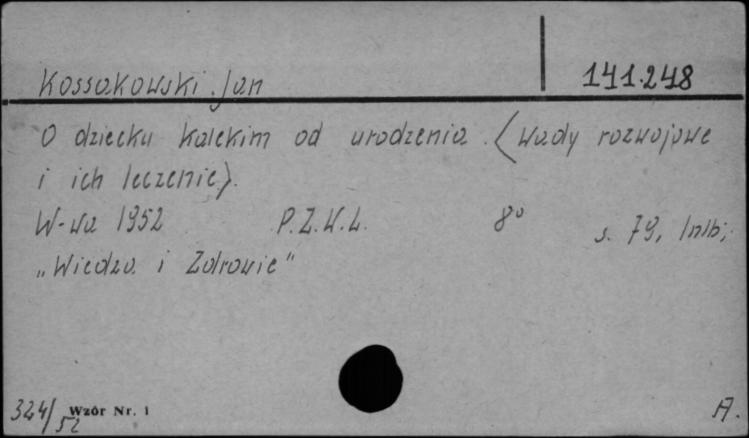 Kossakowski Jan 141.248
O dziecku kalekim od urodzenia. (Wady rozwojowe
i ich leczenie).
W-wa 1952 P.Z.W.L. 8° s. 79, 1nlb;
„Wiedza i Zdrowie"
324/52 Wzór Nr. 1 A.